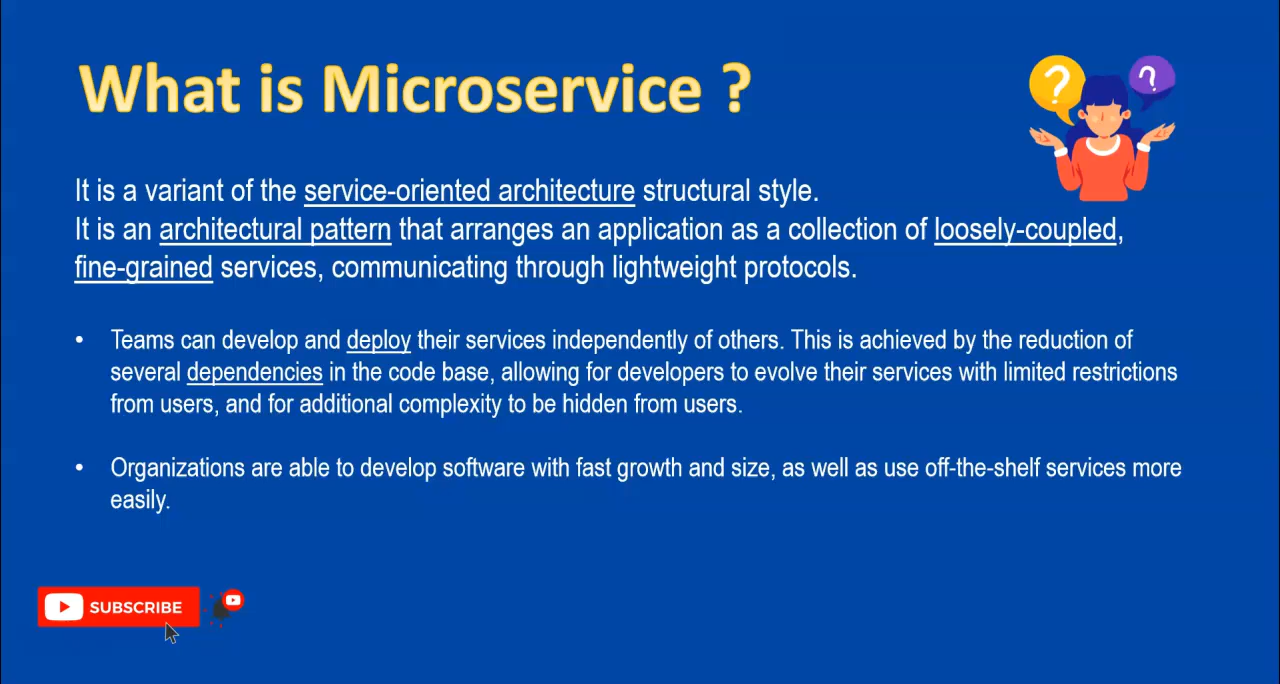 What is Microservice ?
? ?
It is a variant of the service-oriented architecture structural style.
It is an architectural pattern that arranges an application as a collection of loosely-coupled,
fine-grained services, communicating through lightweight protocols.
• Teams can develop and deploy their services independently of others. This is achieved by the reduction of
several dependencies in the code base, allowing for developers to evolve their services with limited restrictions
from users, and for additional complexity to be hidden from users.
• Organizations are able to develop software with fast growth and size, as well as use off-the-shelf services more
easily.
SUBSCRIBE